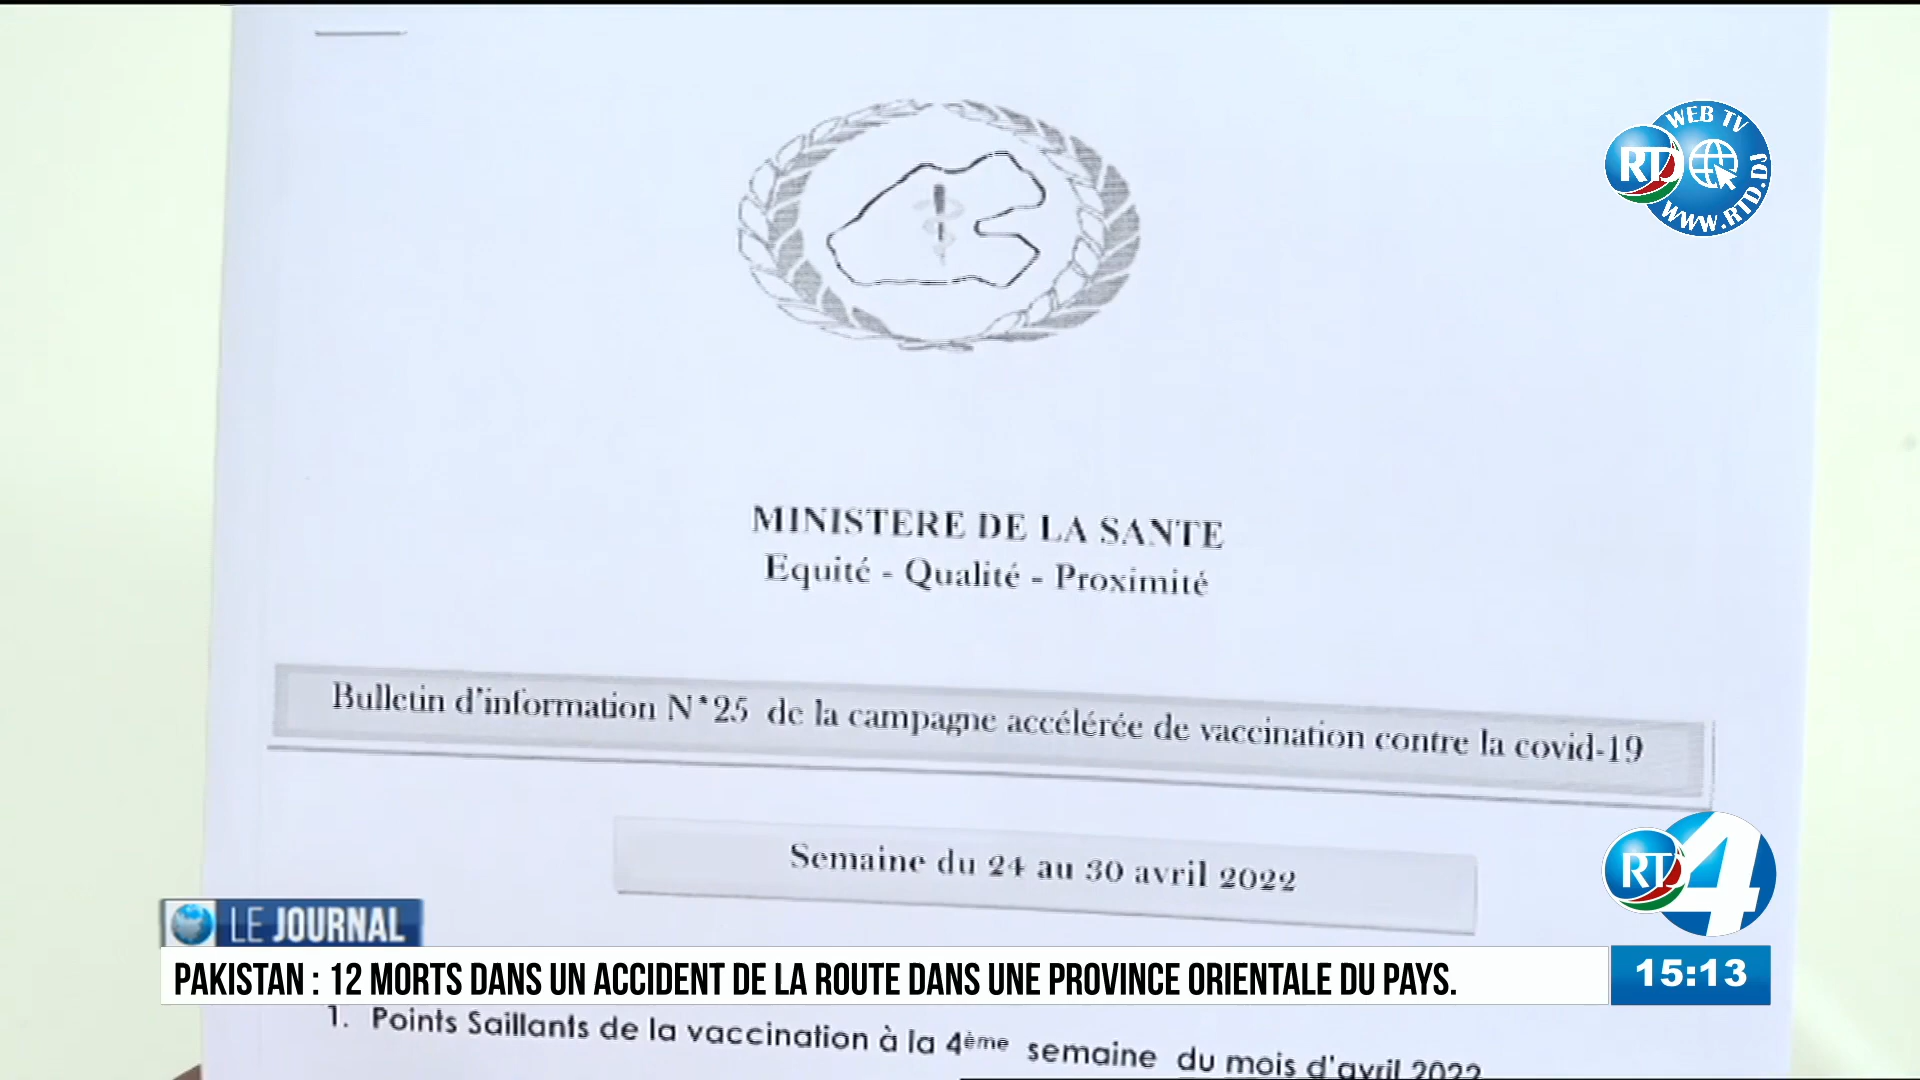 WEB TV
RTD
WWW.RTD.DJ
MINISTERE DE LA SANTE
Equité - Qualité - Proximité
Bulletin d'information N°25 de la campagne accélérée de vaccination contre la covid-19
Semaine du 24 au 30 avril 2022
RTD 4
LE JOURNAL
PAKISTAN : 12 MORTS DANS UN ACCIDENT DE LA ROUTE DANS UNE PROVINCE ORIENTALE DU PAYS.
15:13
1. Points Saillants de la vaccination à la 4ème semaine du mois d'avril 2022